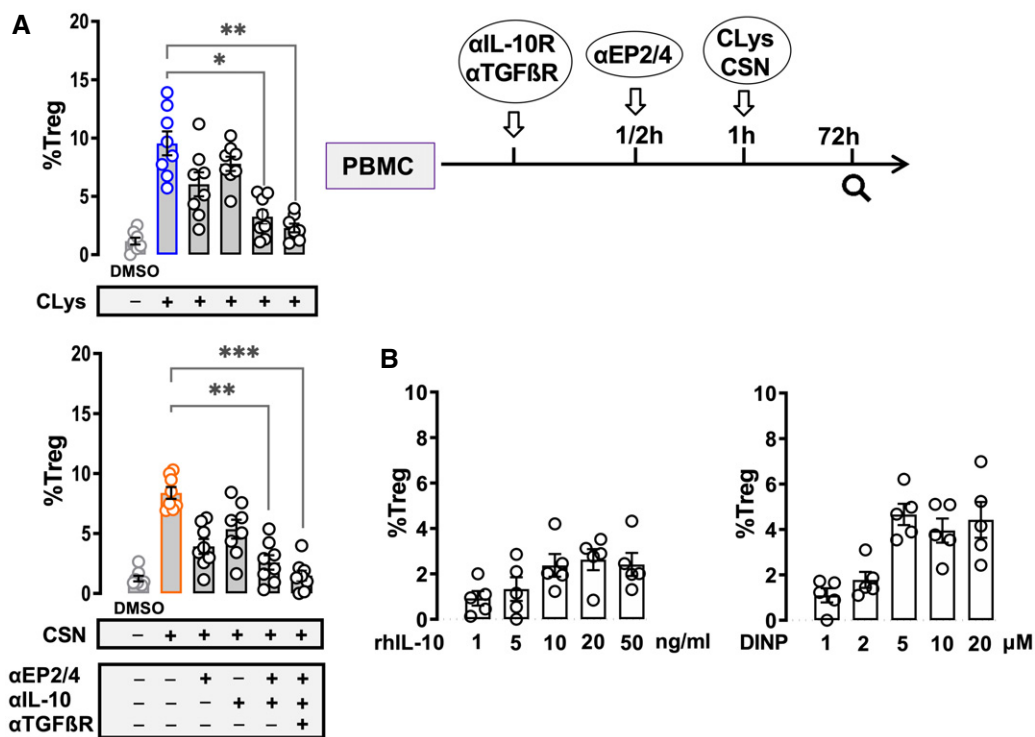 A
20
15
10
5
0
%Treg
**
*
DMSO
CLys – + + + + +
αIL-10R
αTGFßR
αEP2/4
CLys
CSN
PBMC
1/2h
1h
72h
20
15
10
5
0
%Treg
***
**
DMSO
CSN – + + + + +
αEP2/4 – – + – + +
αIL-10 – – – + + +
αTGFßR – – – – – +
B
10
8
6
4
2
0
%Treg
rhIL-10 1 5 10 20 50 ng/ml
10
8
6
4
2
0
%Treg
DINP 1 2 5 10 20 µM